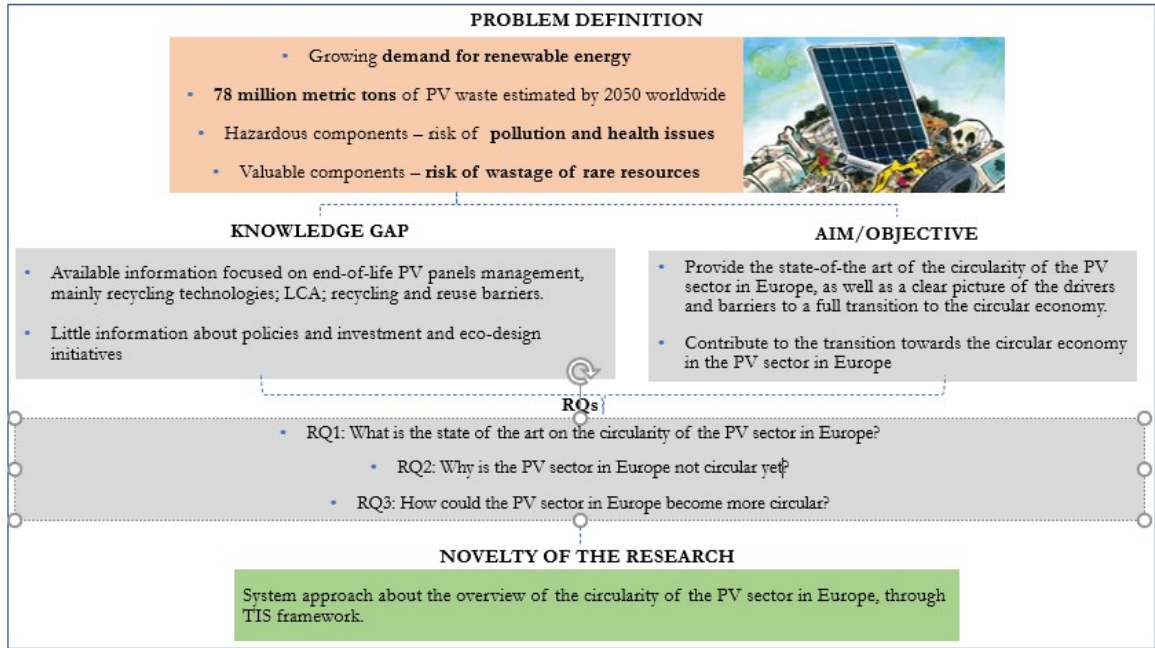 PROBLEM DEFINITION
• Growing demand for renewable energy
• 78 million metric tons of PV waste estimated by 2050 worldwide
• Hazardous components – risk of pollution and health issues
• Valuable components – risk of wastage of rare resources
KNOWLEDGE GAP
• Available information focused on end-of-life PV panels management,
mainly recycling technologies; LCA; recycling and reuse barriers.
• Little information about policies and investment and eco-design
initiatives
AIM/OBJECTIVE
• Provide the state-of-the art of the circularity of the PV
sector in Europe, as well as a clear picture of the drivers
and barriers to a full transition to the circular economy.
• Contribute to the transition towards the circular economy
in the PV sector in Europe
RQs
• RQ1: What is the state of the art on the circularity of the PV sector in Europe?
• RQ2: Why is the PV sector in Europe not circular yet?
• RQ3: How could the PV sector in Europe become more circular?
NOVELTY OF THE RESEARCH
System approach about the overview of the circularity of the PV sector in Europe, through
TIS framework.